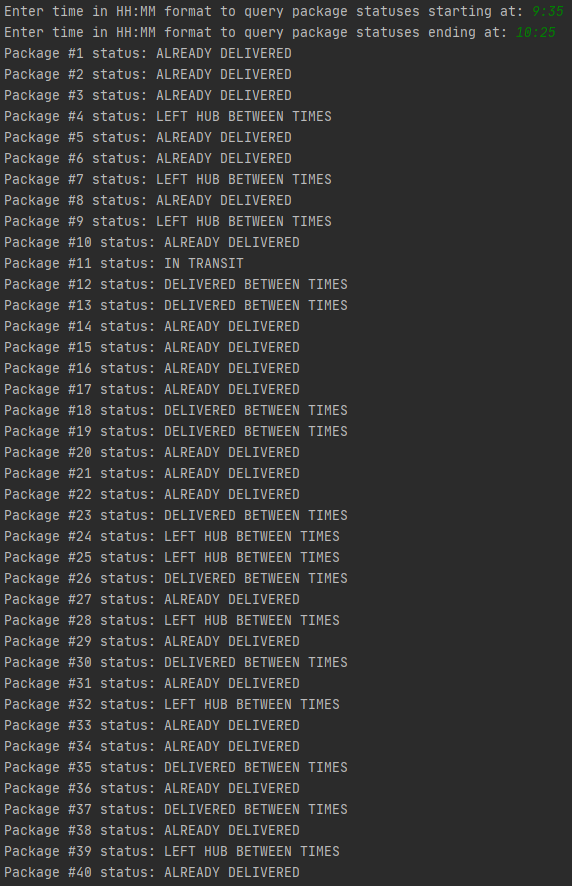 Enter time in HH:MM format to query package statuses starting at: 9:35
Enter time in HH:MM format to query package statuses ending at: 10:25
Package #1 status: ALREADY DELIVERED
Package #2 status: ALREADY DELIVERED
Package #3 status: ALREADY DELIVERED
Package #4 status: LEFT HUB BETWEEN TIMES
Package #5 status: ALREADY DELIVERED
Package #6 status: ALREADY DELIVERED
Package #7 status: LEFT HUB BETWEEN TIMES
Package #8 status: ALREADY DELIVERED
Package #9 status: LEFT HUB BETWEEN TIMES
Package #10 status: ALREADY DELIVERED
Package #11 status: IN TRANSIT
Package #12 status: DELIVERED BETWEEN TIMES
Package #13 status: DELIVERED BETWEEN TIMES
Package #14 status: ALREADY DELIVERED
Package #15 status: ALREADY DELIVERED
Package #16 status: ALREADY DELIVERED
Package #17 status: ALREADY DELIVERED
Package #18 status: DELIVERED BETWEEN TIMES
Package #19 status: DELIVERED BETWEEN TIMES
Package #20 status: ALREADY DELIVERED
Package #21 status: ALREADY DELIVERED
Package #22 status: ALREADY DELIVERED
Package #23 status: DELIVERED BETWEEN TIMES
Package #24 status: LEFT HUB BETWEEN TIMES
Package #25 status: LEFT HUB BETWEEN TIMES
Package #26 status: DELIVERED BETWEEN TIMES
Package #27 status: ALREADY DELIVERED
Package #28 status: LEFT HUB BETWEEN TIMES
Package #29 status: ALREADY DELIVERED
Package #30 status: DELIVERED BETWEEN TIMES
Package #31 status: ALREADY DELIVERED
Package #32 status: LEFT HUB BETWEEN TIMES
Package #33 status: ALREADY DELIVERED
Package #34 status: ALREADY DELIVERED
Package #35 status: DELIVERED BETWEEN TIMES
Package #36 status: ALREADY DELIVERED
Package #37 status: DELIVERED BETWEEN TIMES
Package #38 status: ALREADY DELIVERED
Package #39 status: LEFT HUB BETWEEN TIMES
Package #40 status: ALREADY DELIVERED